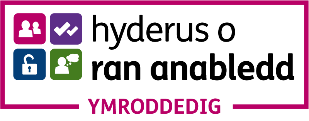 hyderus o
ran anabledd
YMRODDEDIG